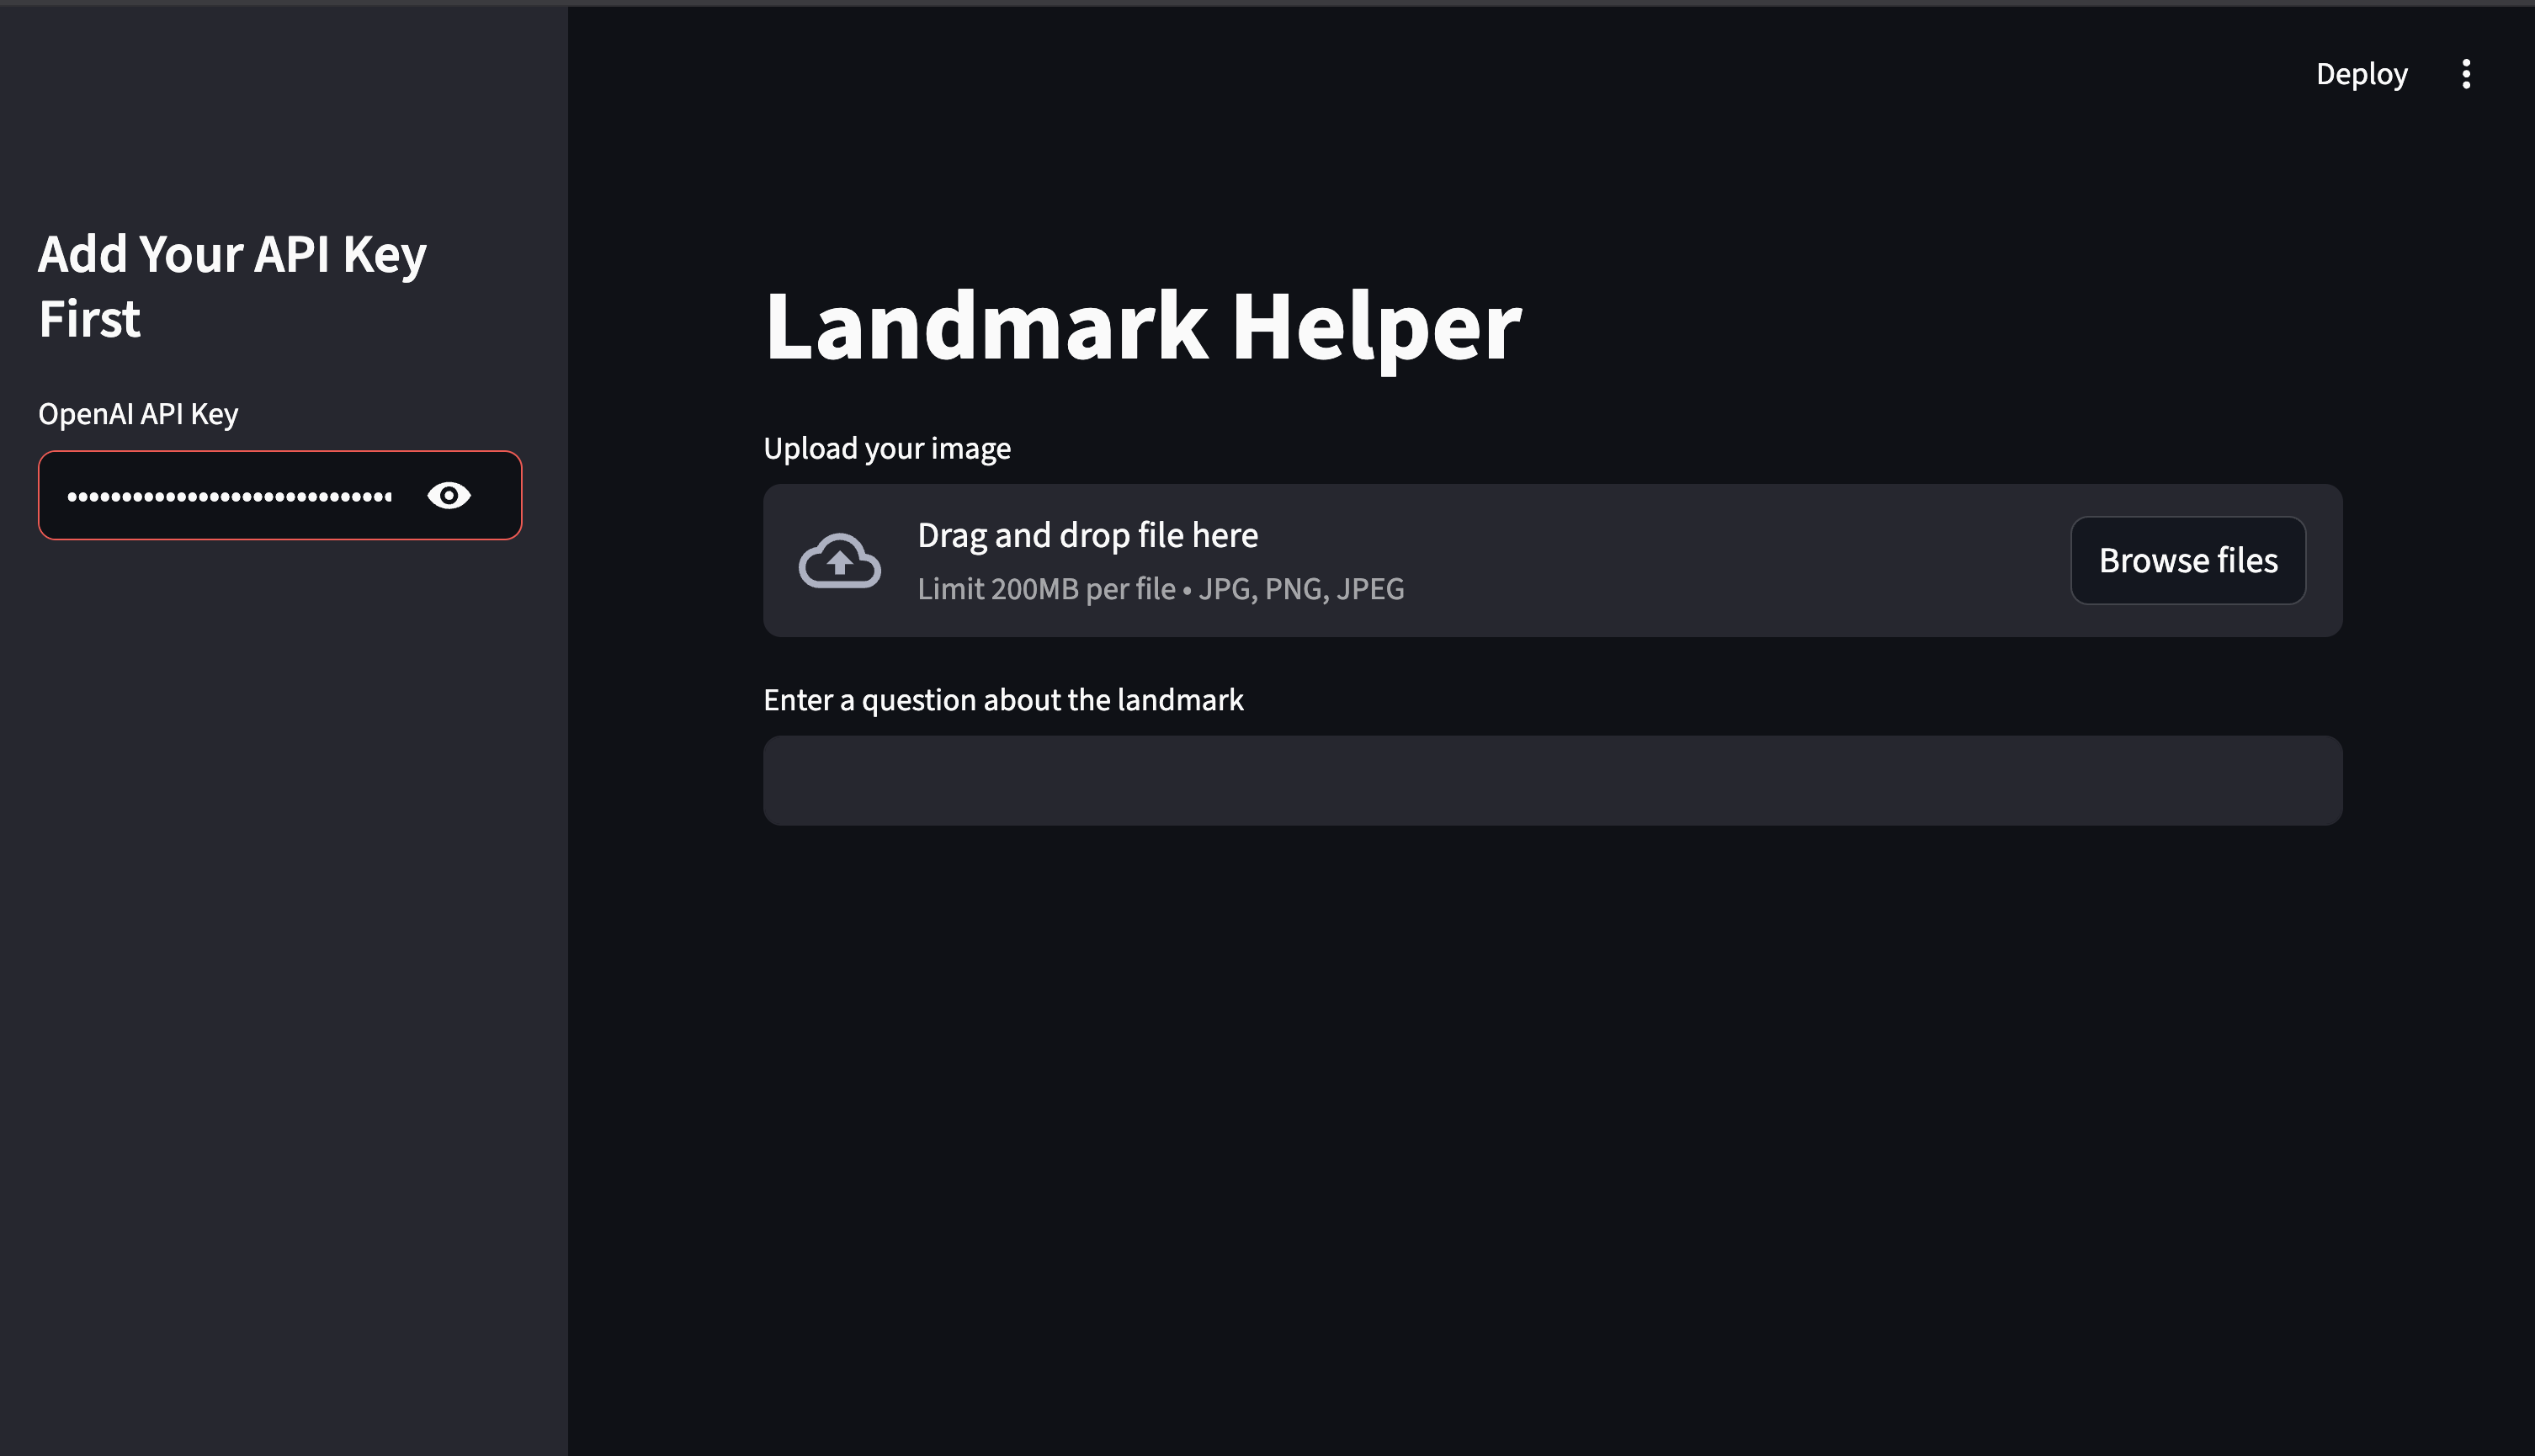 Deploy
Add Your API Key
First
OpenAI API Key
Landmark Helper
Upload your image
Drag and drop file here
Limit 200MB per file • JPG, PNG, JPEG
Browse files
Enter a question about the landmark